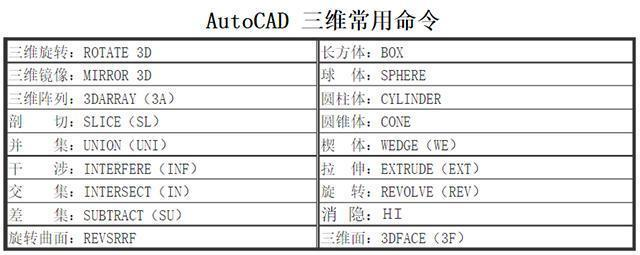 AutoCAD 三维常用命令
三维旋转：ROTATE 3D
长方体：BOX
三维镜像：MIRROR 3D
球 体：SPHERE
三维阵列：3DARRAY（3A）
圆柱体：CYLINDER
剖 切：SLICE（SL）
圆锥体：CONE
并 集：UNION（UNI）
楔 体：WEDGE（WE）
干 涉：INTERFERE（INF）
拉 伸：EXTRUDE（EXT）
交 集：INTERSECT（IN）
旋 转：REVOLVE（REV）
差 集：SUBTRACT（SU）
消 隐：HI
旋转曲面：REVSRRF
三维面：3DFACE（3F）